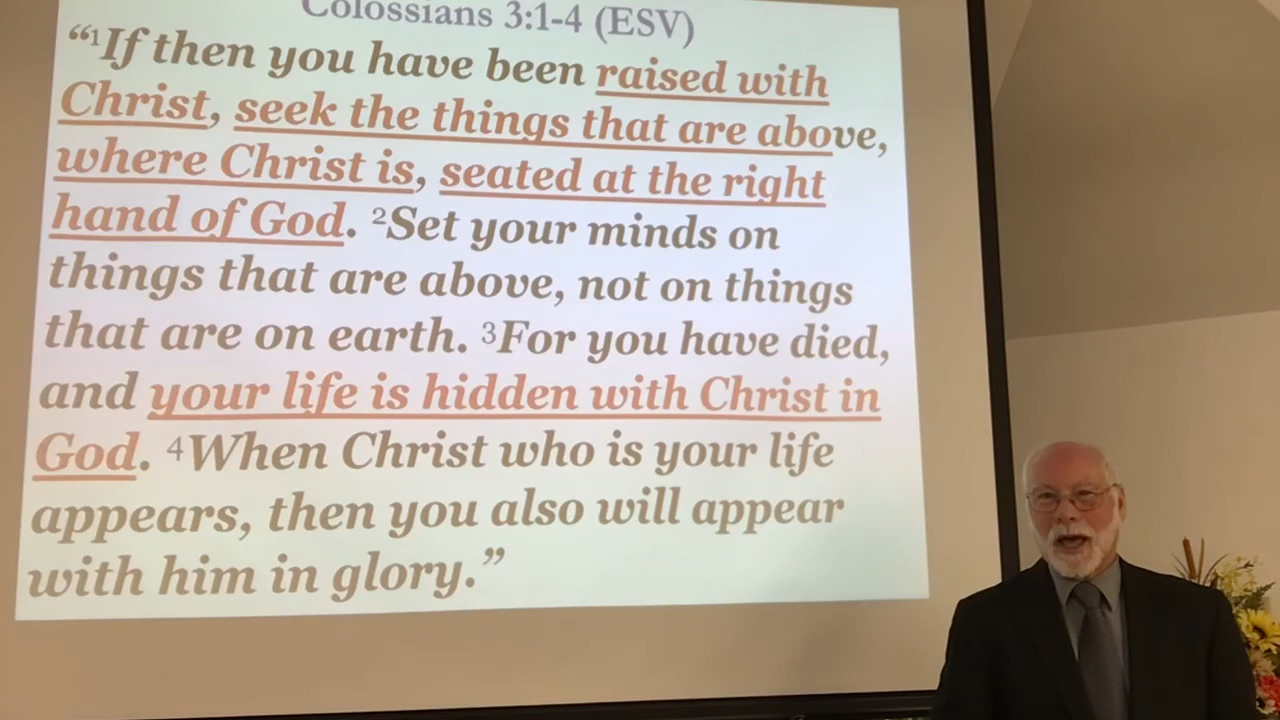 Colossians 3:1-4 (ESV)
“¹If then you have been raised with
Christ, seek the things that are above,
where Christ is, seated at the right
hand of God. ²Set your minds on
things that are above, not on things
that are on earth. ³For you have died,
and your life is hidden with Christ in
God. ⁴When Christ who is your life
appears, then you also will appear
with him in glory.”